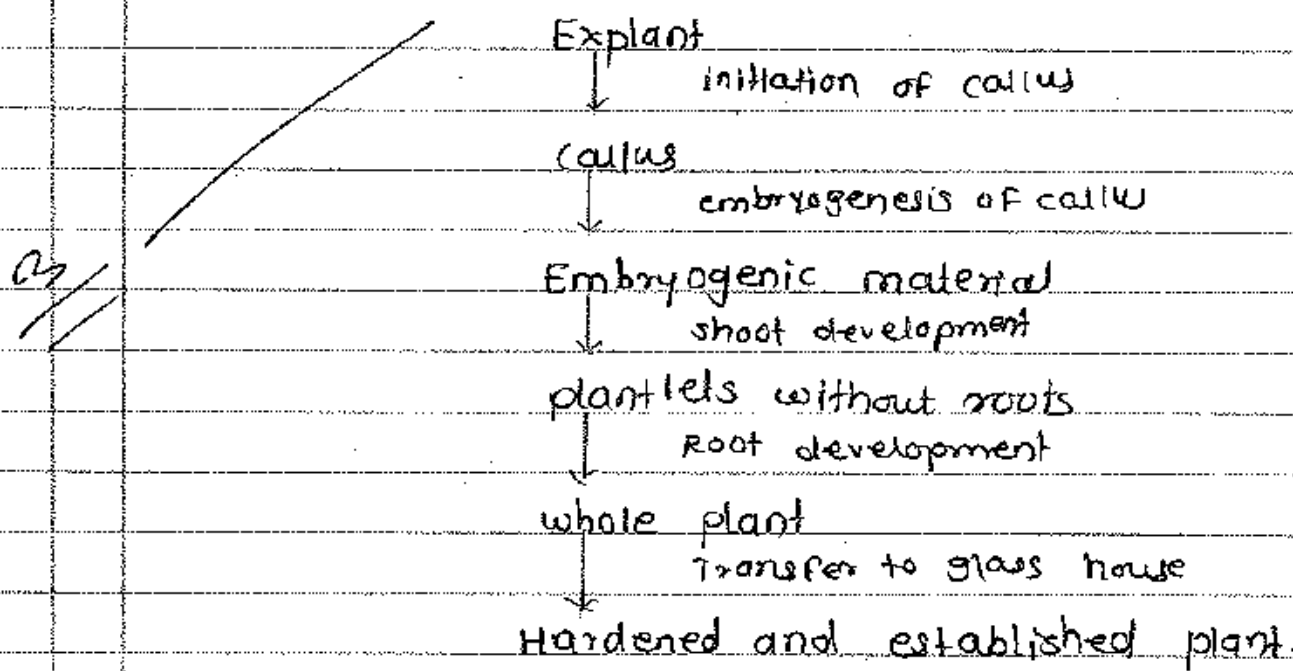 Explant
initiation of callus
callus
embryogenesis of callus
Embryogenic material
shoot development
plantlets without roots
Root development
whole plant
Transfer to glass house
Hardened and established plant.